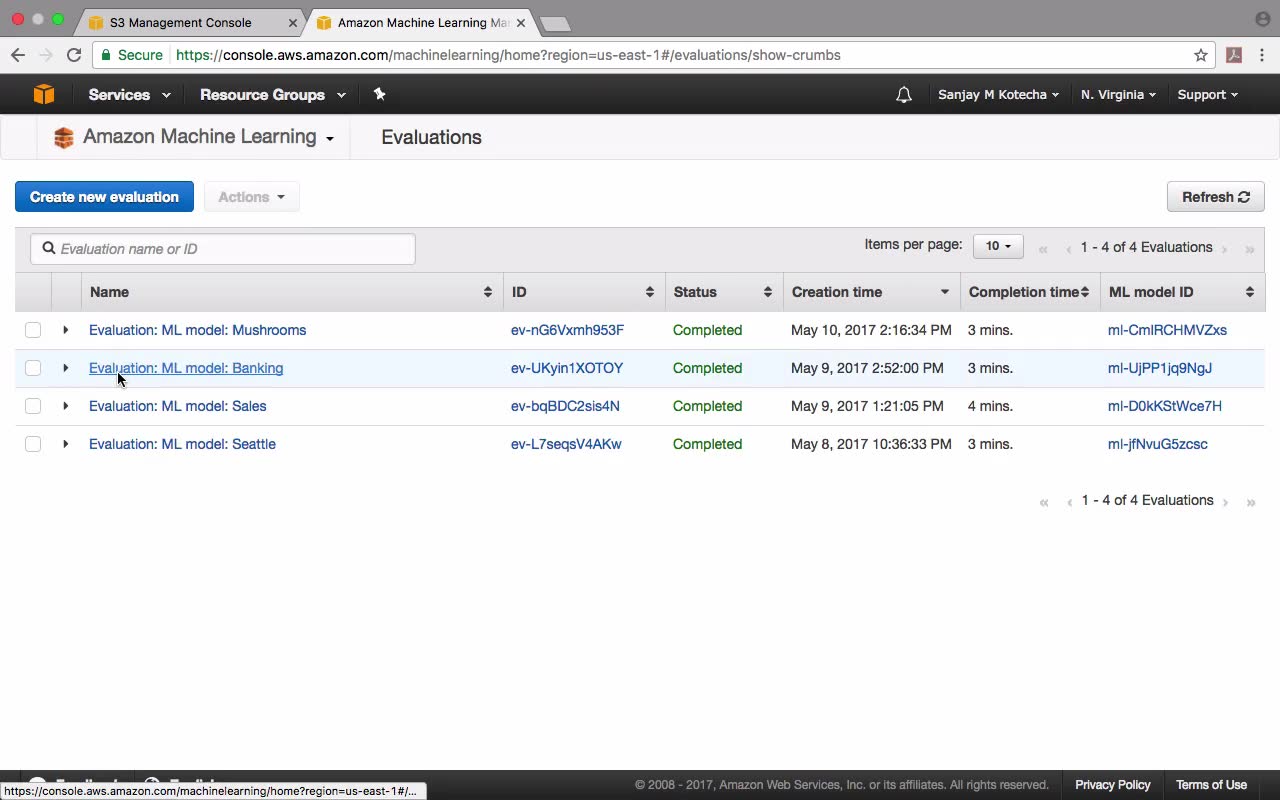 S3 Management Console
Amazon Machine Learning Ma
Secure https://console.aws.amazon.com/machinelearning/home?region=us-east-1#/evaluations/show-crumbs
Services Resource Groups Sanjay M Kotecha N. Virginia Support
Amazon Machine Learning Evaluations
Create new evaluation Actions Refresh
Evaluation name or ID Items per page: 10 « ‹ 1 - 4 of 4 Evaluations › »
Name ID Status Creation time Completion time ML model ID
Evaluation: ML model: Mushrooms ev-nG6Vxmh953F Completed May 10, 2017 2:16:34 PM 3 mins. ml-CmIRCHMVZxs
Evaluation: ML model: Banking ev-UKyin1XOTOY Completed May 9, 2017 2:52:00 PM 3 mins. ml-UjPP1jq9NgJ
Evaluation: ML model: Sales ev-bqBDC2sis4N Completed May 9, 2017 1:21:05 PM 4 mins. ml-D0kKStWce7H
Evaluation: ML model: Seattle ev-L7seqsV4AKw Completed May 8, 2017 10:36:33 PM 3 mins. ml-jfNvuG5zcsc
« ‹ 1 - 4 of 4 Evaluations › »
© 2008 - 2017, Amazon Web Services, Inc. or its affiliates. All rights reserved. Privacy Policy Terms of Use
https://console.aws.amazon.com/machinelearning/home?region=us-east-1#/...